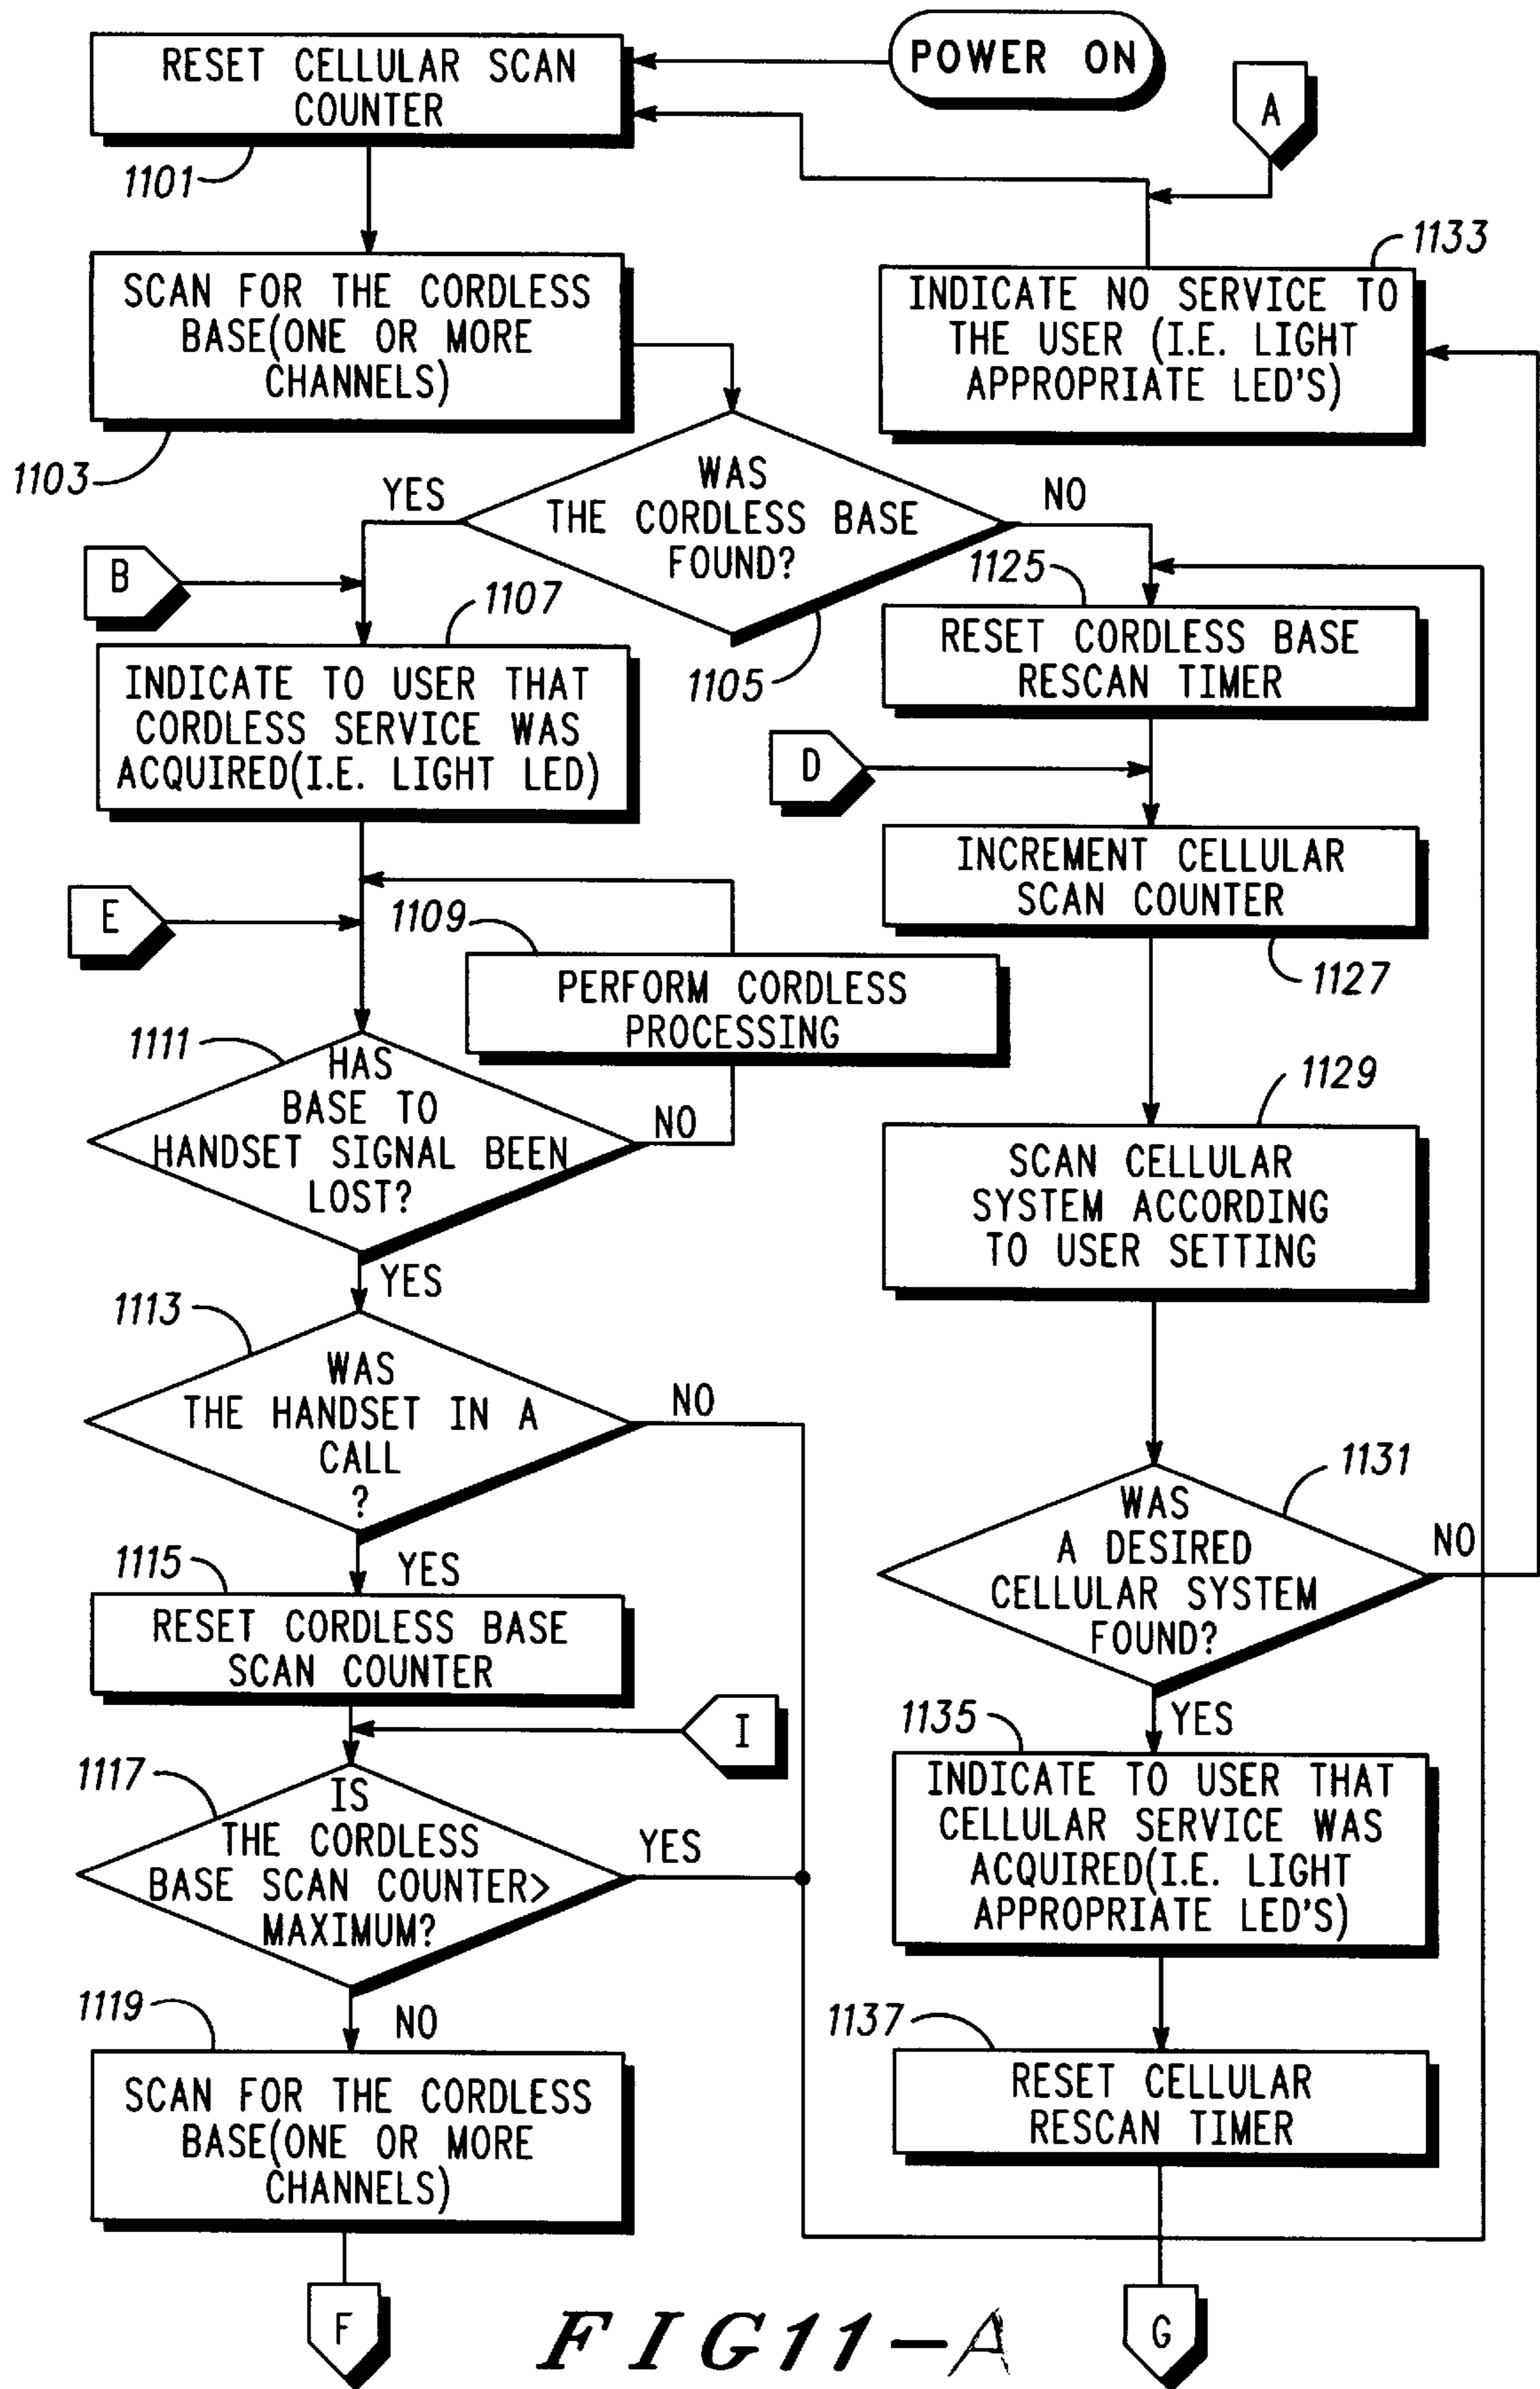 POWER ON
RESET CELLULAR SCAN
COUNTER
1101
A
SCAN FOR THE CORDLESS
BASE(ONE OR MORE
CHANNELS)
1103
1133
INDICATE NO SERVICE TO
THE USER (I.E. LIGHT
APPROPRIATE LED'S)
WAS
THE CORDLESS BASE
FOUND?
YES
NO
1105
B
1107
INDICATE TO USER THAT
CORDLESS SERVICE WAS
ACQUIRED(I.E. LIGHT LED)
1125
RESET CORDLESS BASE
RESCAN TIMER
D
INCREMENT CELLULAR
SCAN COUNTER
1127
E
1109
PERFORM CORDLESS
PROCESSING
1111
HAS
BASE TO
HANDSET SIGNAL BEEN
LOST?
NO
YES
1129
SCAN CELLULAR
SYSTEM ACCORDING
TO USER SETTING
1113
WAS
THE HANDSET IN A
CALL
?
NO
YES
1131
WAS
A DESIRED
CELLULAR SYSTEM
FOUND?
NO
YES
1115
RESET CORDLESS BASE
SCAN COUNTER
I
1117
IS
THE CORDLESS
BASE SCAN COUNTER>
MAXIMUM?
YES
NO
1135
INDICATE TO USER THAT
CELLULAR SERVICE WAS
ACQUIRED(I.E. LIGHT
APPROPRIATE LED'S)
1119
SCAN FOR THE CORDLESS
BASE(ONE OR MORE
CHANNELS)
1137
RESET CELLULAR
RESCAN TIMER
F
G
FIG11-A